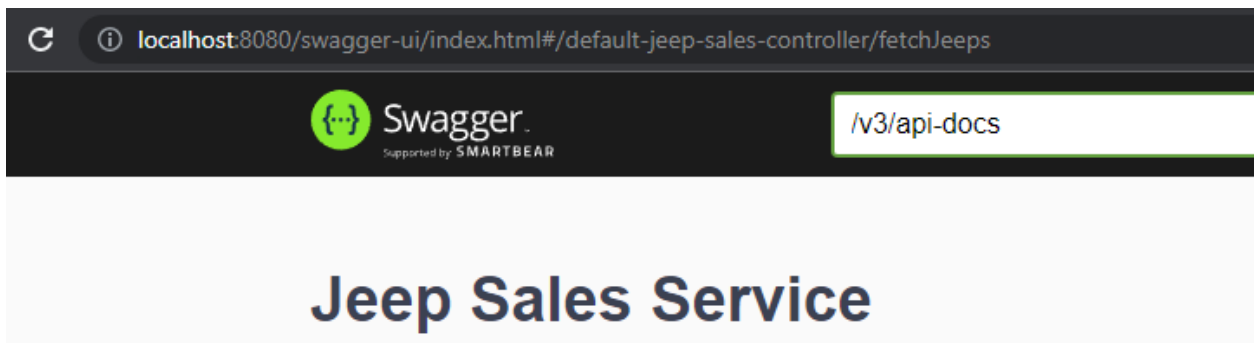 localhost:8080/swagger-ui/index.html#/default-jeep-sales-controller/fetchJeeps
{...} Swagger.
Supported by SMARTBEAR
/v3/api-docs
Jeep Sales Service